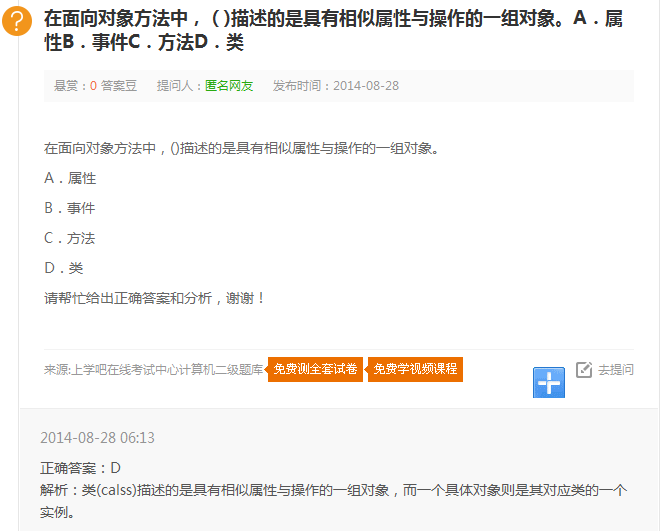 在面向对象方法中，( )描述的是具有相似属性与操作的一组对象。A．属
性B．事件C．方法D．类
悬赏：0 答案豆 提问人：匿名网友 发布时间：2014-08-28
在面向对象方法中，()描述的是具有相似属性与操作的一组对象。
A．属性
B．事件
C．方法
D．类
请帮忙给出正确答案和分析，谢谢！
来源:上学吧在线考试中心计算机二级题库 免费测全套试卷 免费学视频课程 去提问
2014-08-28 06:13
正确答案：D
解析：类(calss)描述的是具有相似属性与操作的一组对象，而一个具体对象则是其对应类的一个
实例。